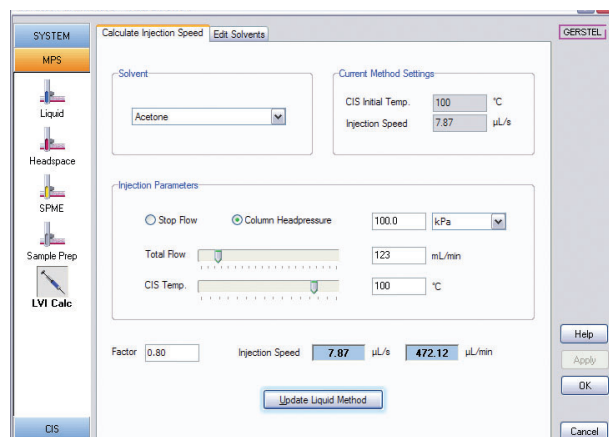 SYSTEM
MPS
Liquid
Headspace
SPME
Sample Prep
LVI Calc
CIS
Calculate Injection Speed Edit Solvents
Solvent
Acetone
Current Method Settings
CIS Initial Temp. 100 °C
Injection Speed 7.87 µL/s
Injection Parameters
Stop Flow Column Headpressure 100.0 kPa
Total Flow 123 mL/min
CIS Temp. 100 °C
Factor 0.80 Injection Speed 7.87 µL/s 472.12 µL/min
Update Liquid Method
GERSTEL
Help
Apply
OK
Cancel